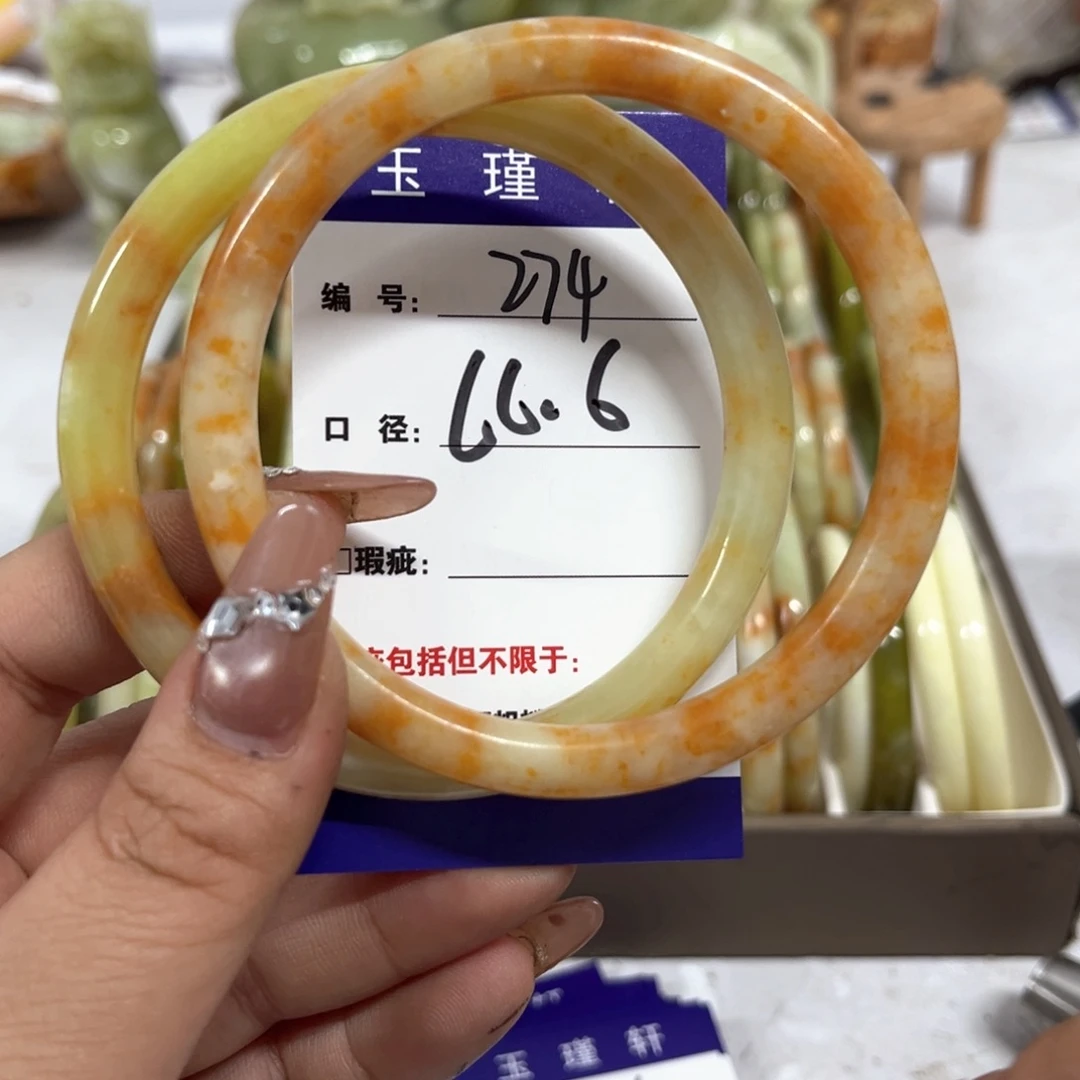 玉 瑾
编 号: 274
口 径: 66.6
□瑕疵:
包括但不限于:
玉 瑾 轩